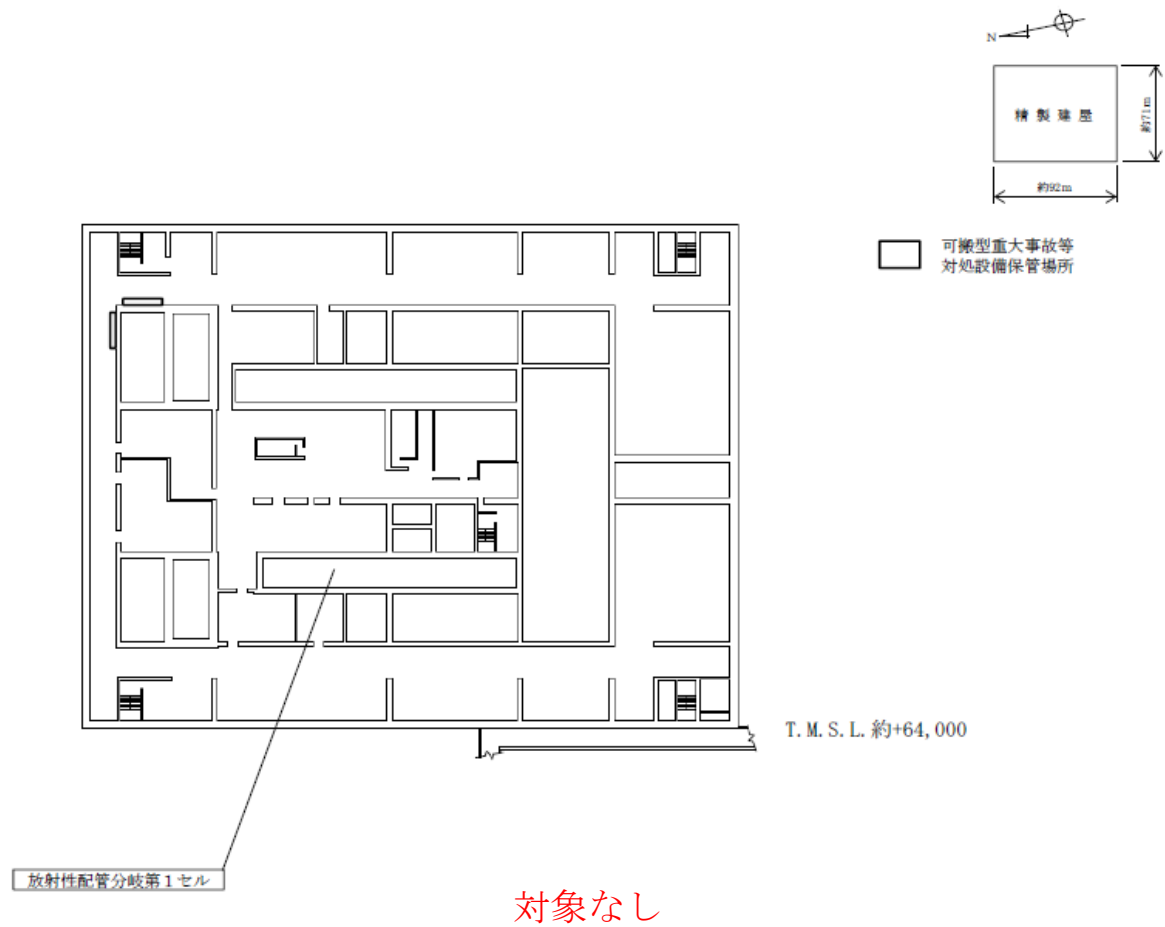 N
精製建屋
約71m
約92m
可搬型重大事故等
対処設備保管場所
T.M.S.L.約+64,000
放射性配管分岐第1セル
対象なし